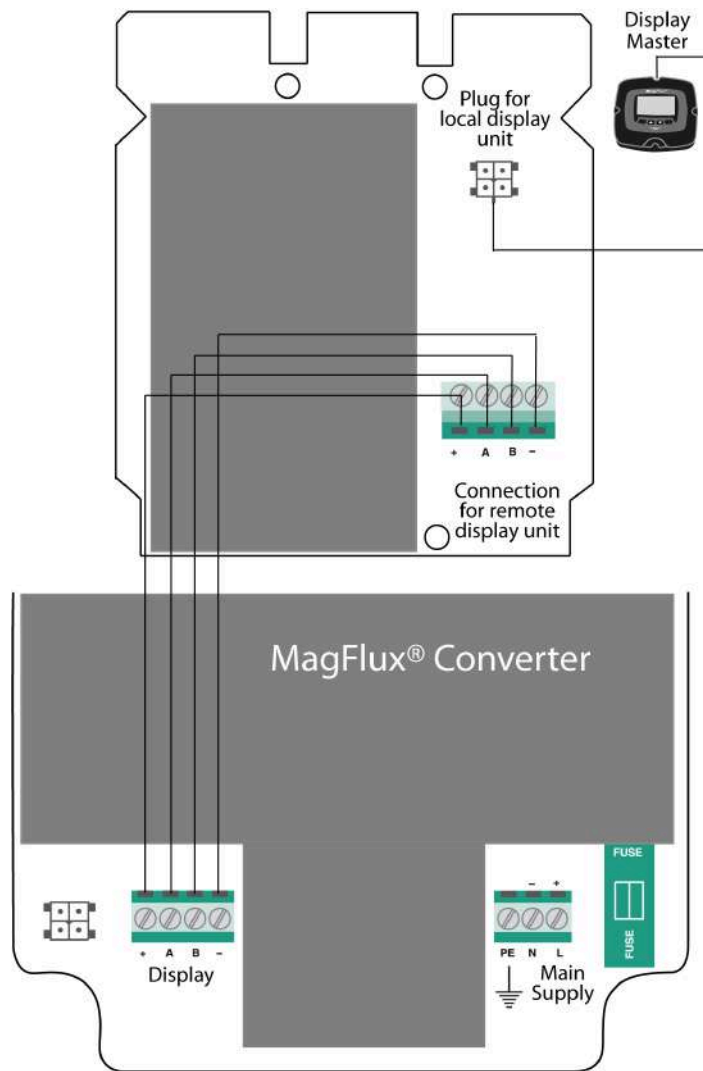 Display
Master
MagFlux
Plug for
local display
unit
+ A B −
Connection
for remote
display unit
MagFlux® Converter
FUSE
− +
+ A B −
Display
PE N L
Main
Supply
FUSE